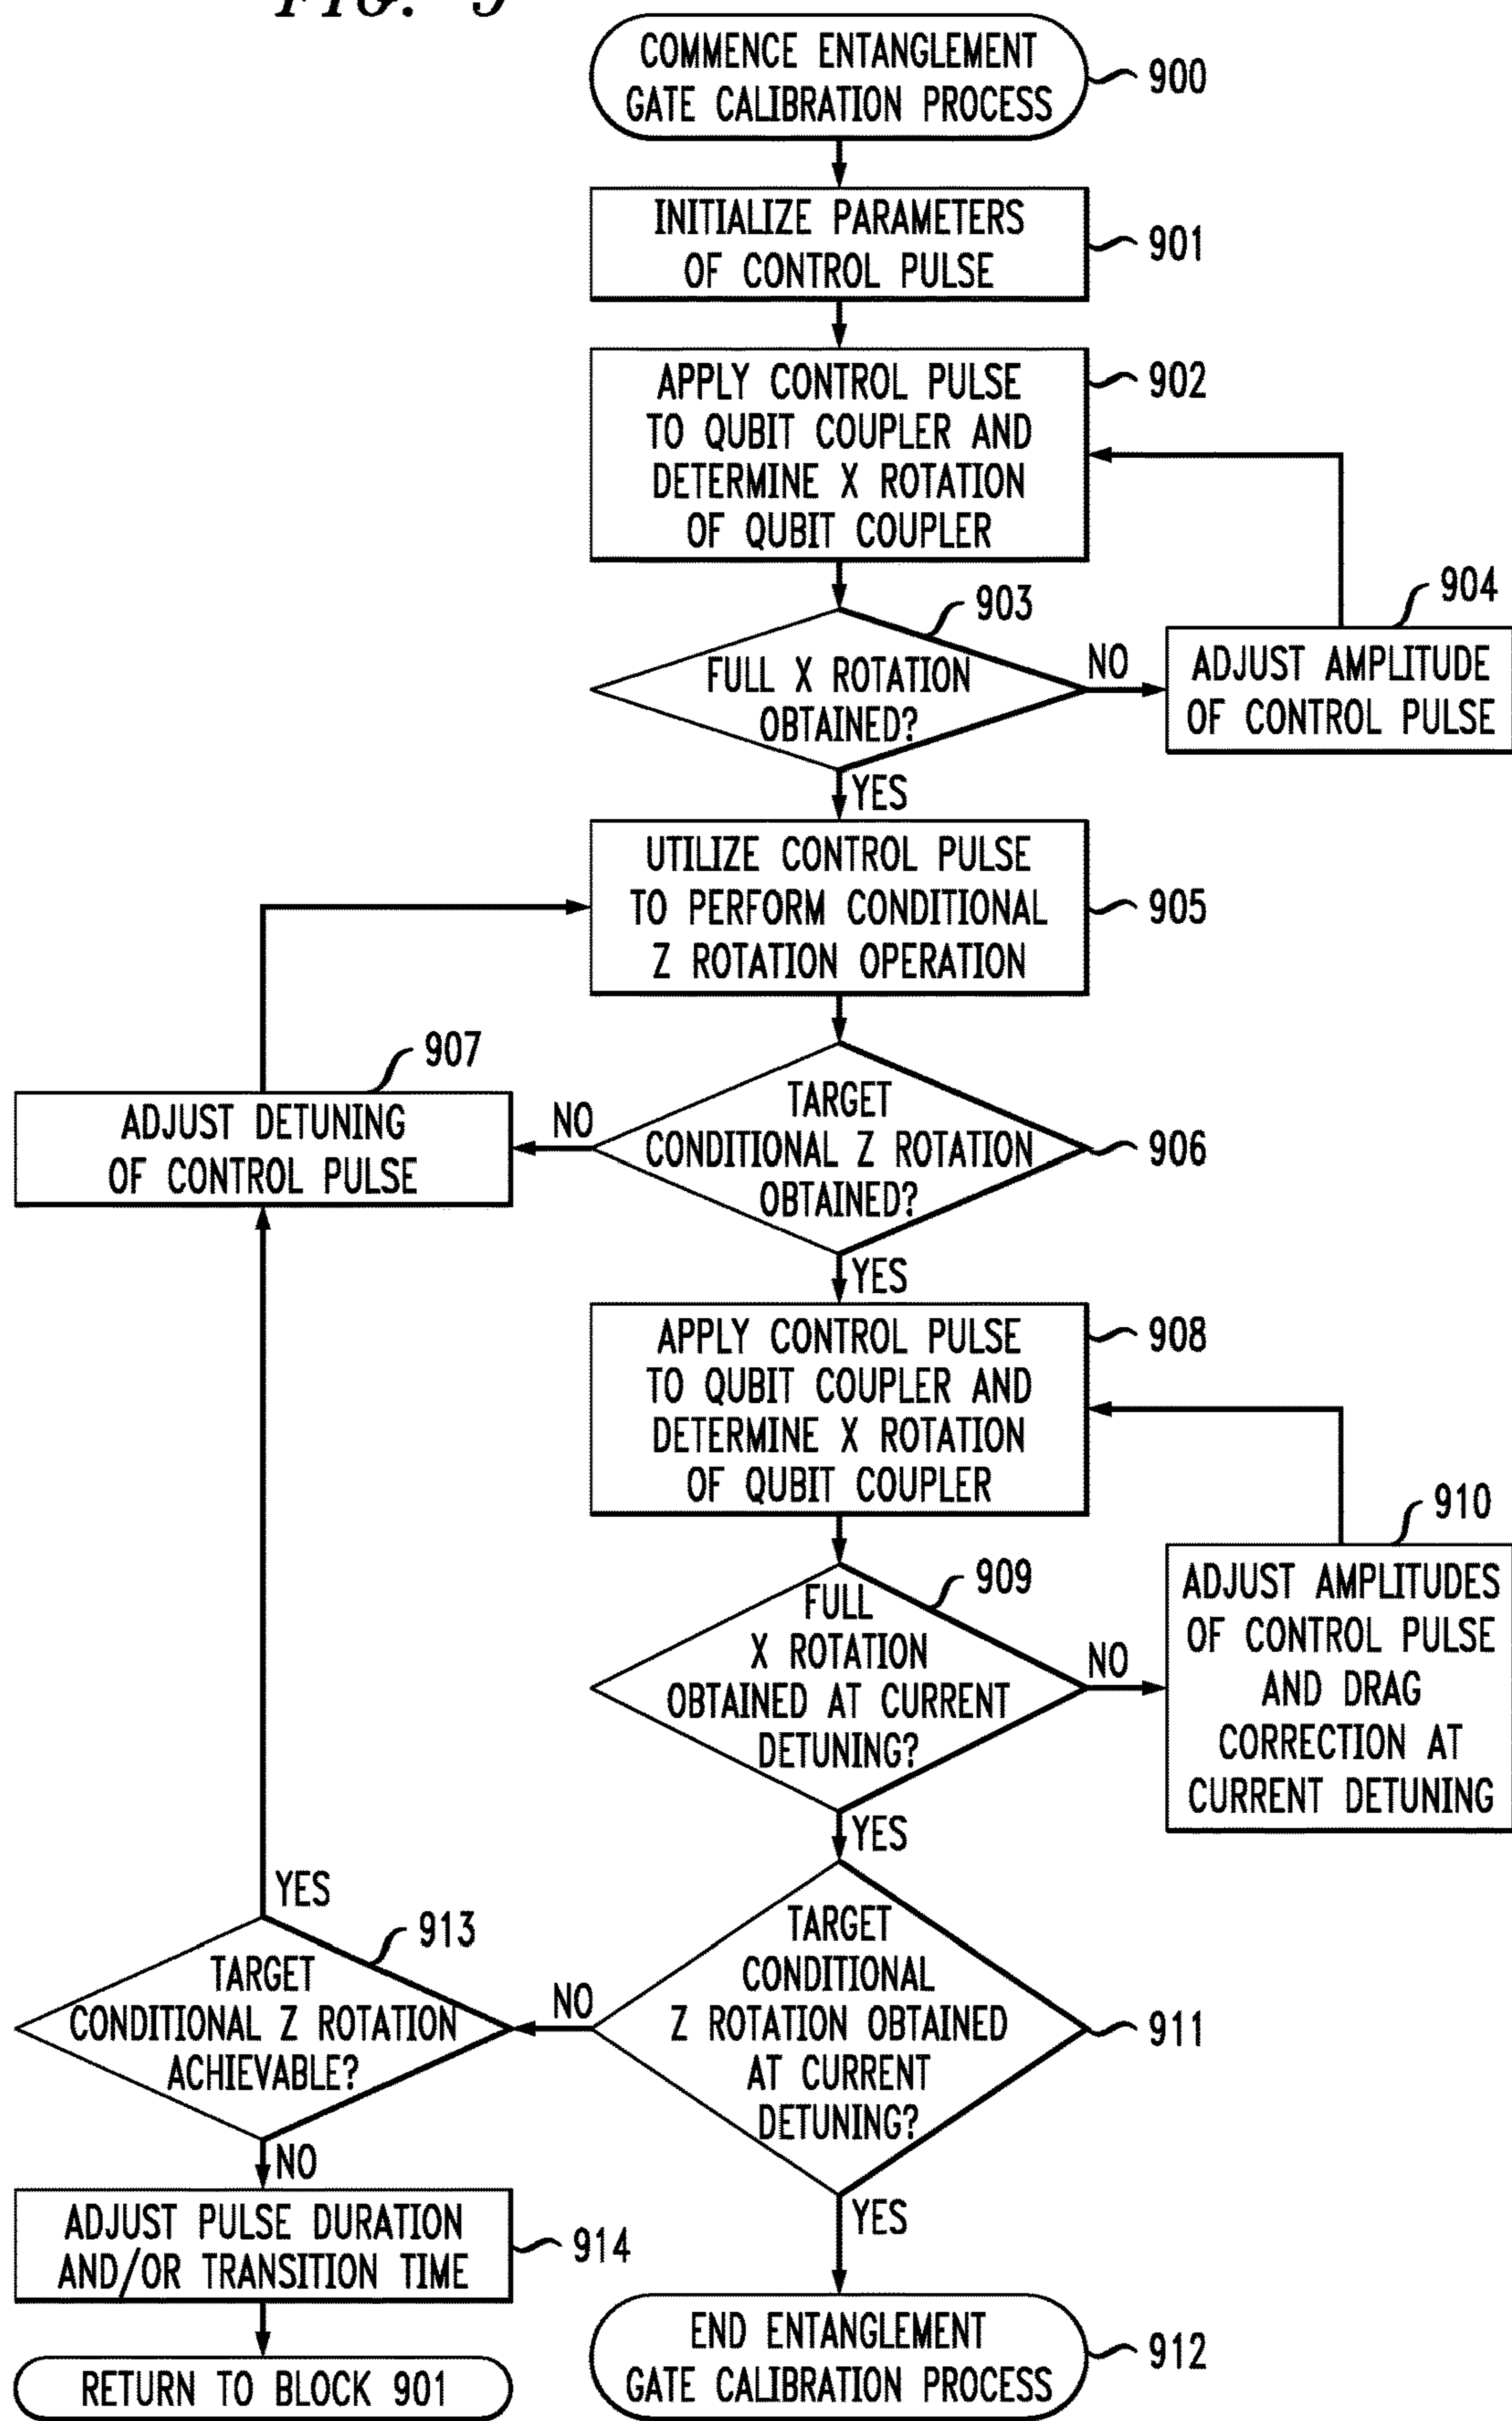 FIG. 9
COMMENCE ENTANGLEMENT
GATE CALIBRATION PROCESS
900
INITIALIZE PARAMETERS
OF CONTROL PULSE
901
APPLY CONTROL PULSE
TO QUBIT COUPLER AND
DETERMINE X ROTATION
OF QUBIT COUPLER
902
903
FULL X ROTATION
OBTAINED?
NO
904
ADJUST AMPLITUDE
OF CONTROL PULSE
YES
UTILIZE CONTROL PULSE
TO PERFORM CONDITIONAL
Z ROTATION OPERATION
905
907
ADJUST DETUNING
OF CONTROL PULSE
NO
TARGET
CONDITIONAL Z ROTATION
OBTAINED?
906
YES
APPLY CONTROL PULSE
TO QUBIT COUPLER AND
DETERMINE X ROTATION
OF QUBIT COUPLER
908
909
FULL
X ROTATION
OBTAINED AT CURRENT
DETUNING?
NO
910
ADJUST AMPLITUDES
OF CONTROL PULSE
AND DRAG
CORRECTION AT
CURRENT DETUNING
YES
YES
913
TARGET
CONDITIONAL Z ROTATION
ACHIEVABLE?
NO
TARGET
CONDITIONAL
Z ROTATION OBTAINED
AT CURRENT
DETUNING?
911
NO
YES
ADJUST PULSE DURATION
AND/OR TRANSITION TIME
914
RETURN TO BLOCK 901
END ENTANGLEMENT
GATE CALIBRATION PROCESS
912